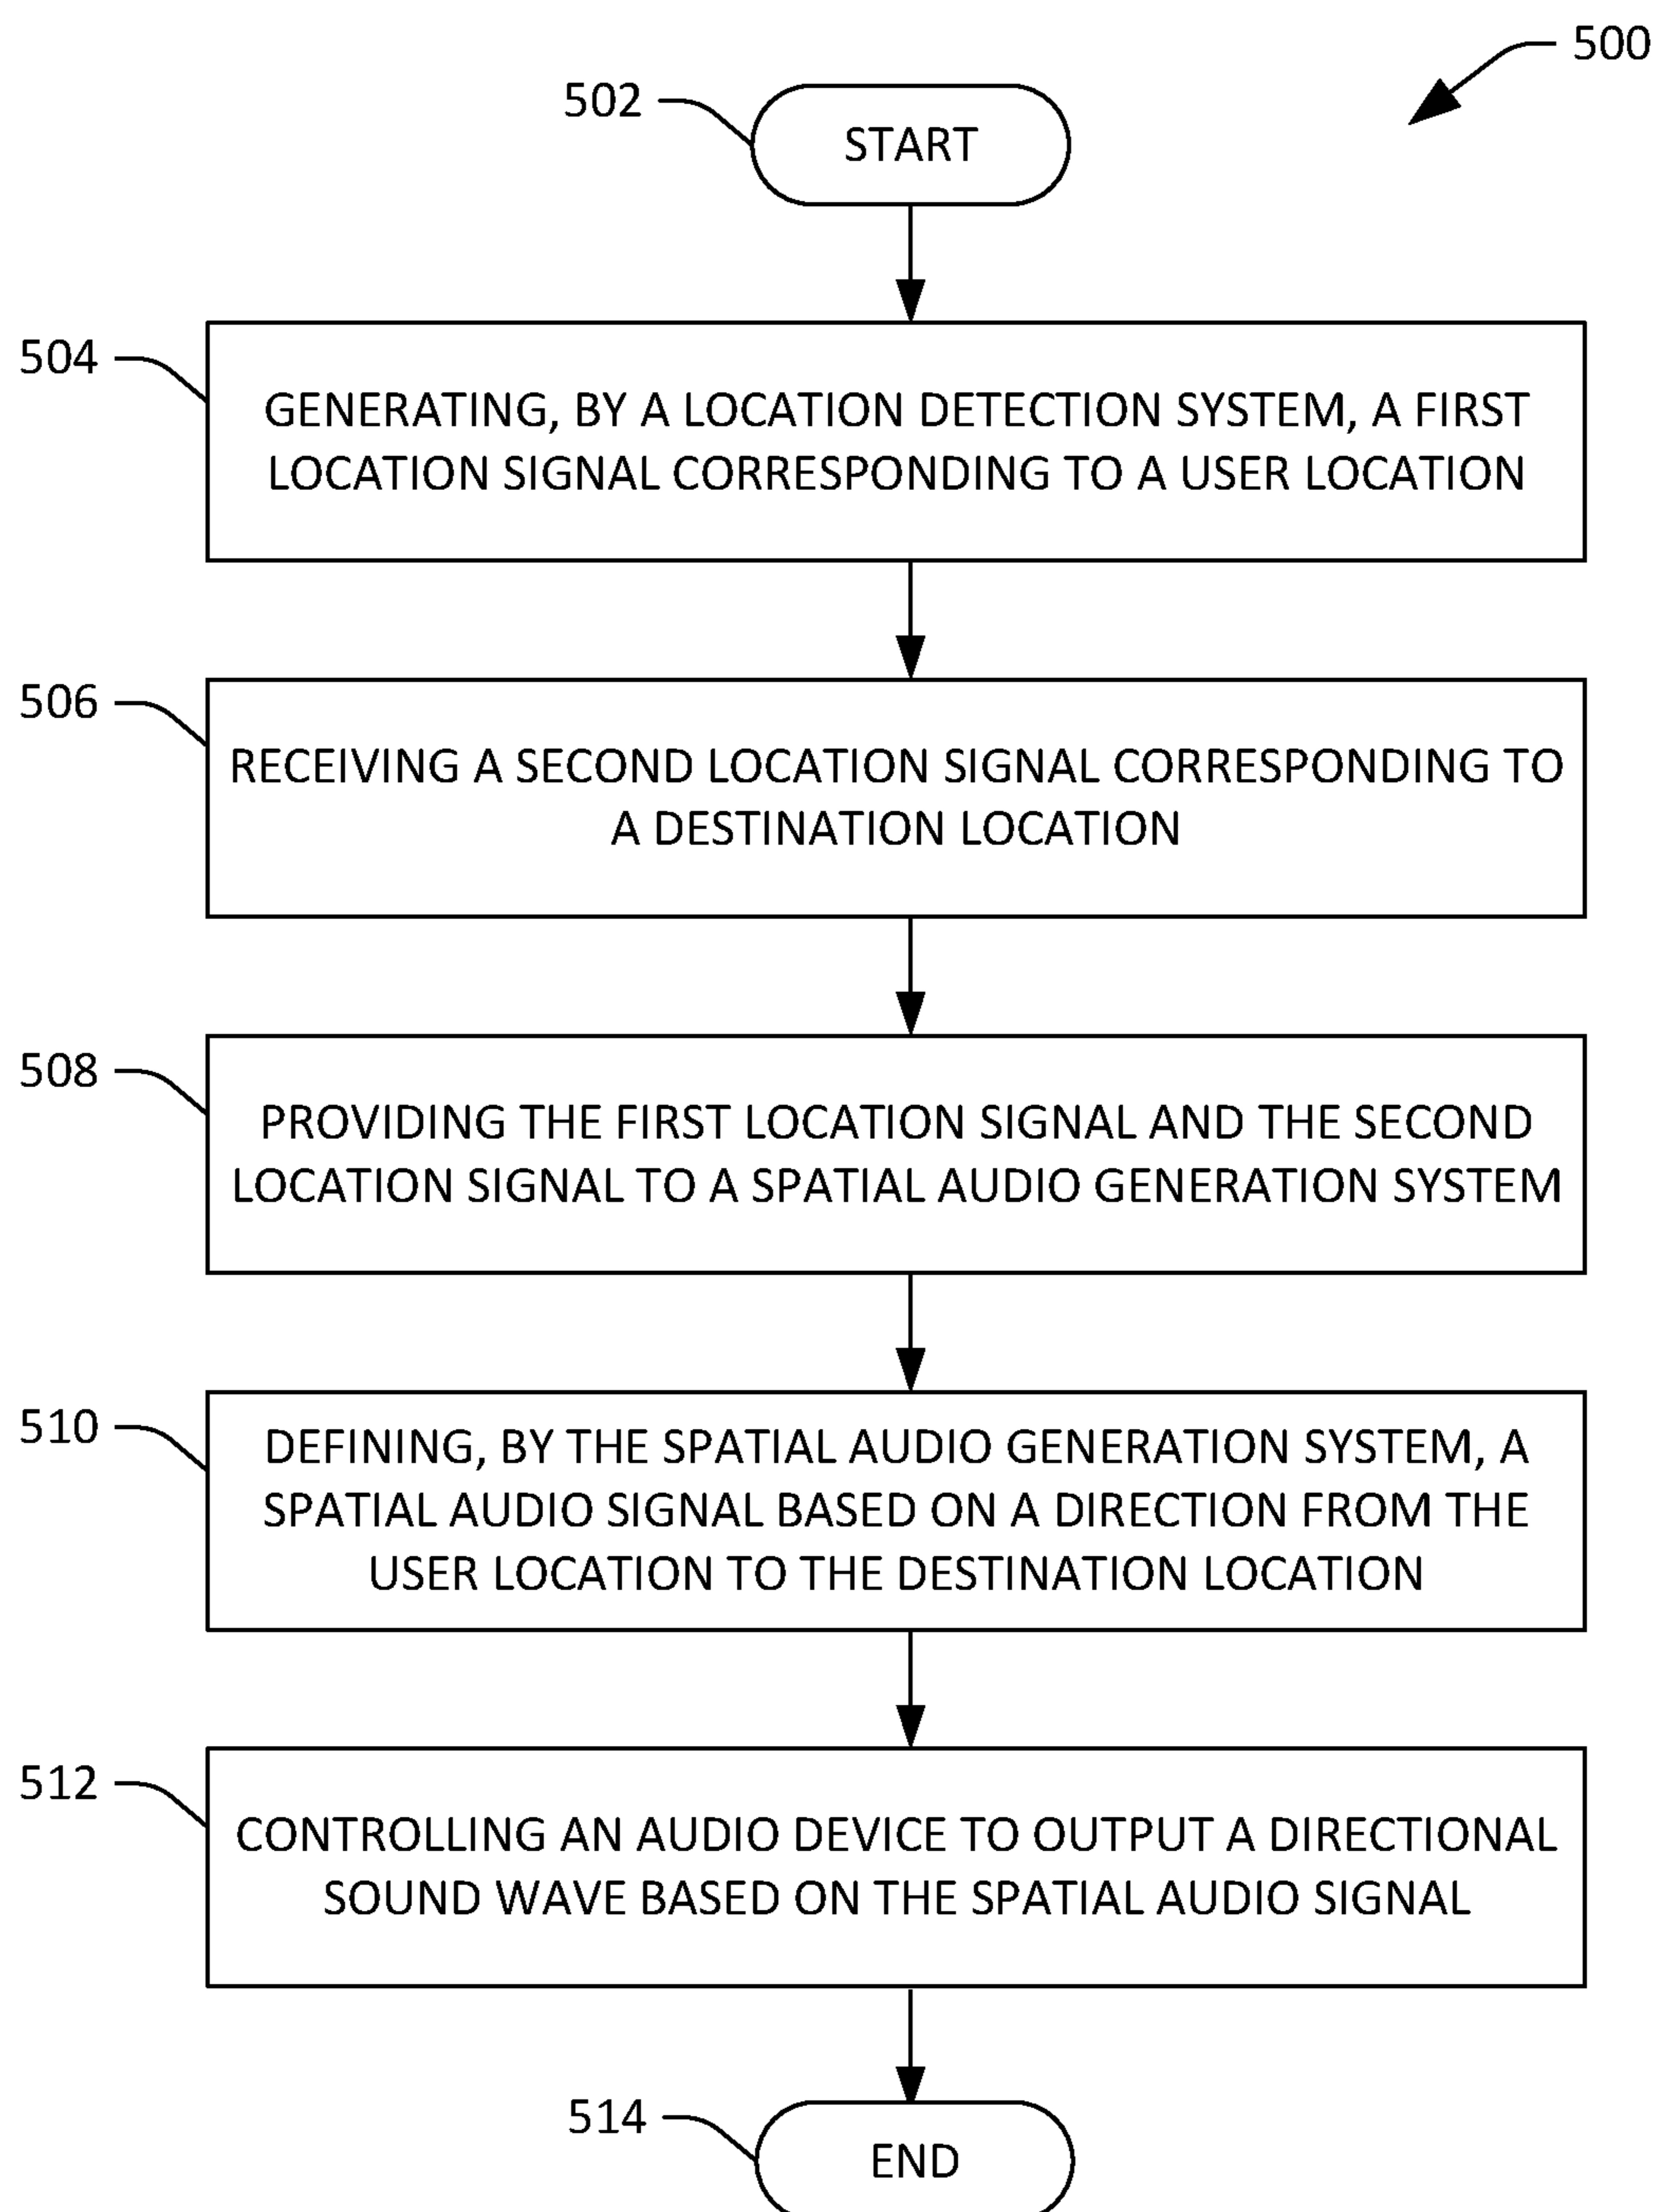 500
502
START
504
GENERATING, BY A LOCATION DETECTION SYSTEM, A FIRST
LOCATION SIGNAL CORRESPONDING TO A USER LOCATION
506
RECEIVING A SECOND LOCATION SIGNAL CORRESPONDING TO
A DESTINATION LOCATION
508
PROVIDING THE FIRST LOCATION SIGNAL AND THE SECOND
LOCATION SIGNAL TO A SPATIAL AUDIO GENERATION SYSTEM
510
DEFINING, BY THE SPATIAL AUDIO GENERATION SYSTEM, A
SPATIAL AUDIO SIGNAL BASED ON A DIRECTION FROM THE
USER LOCATION TO THE DESTINATION LOCATION
512
CONTROLLING AN AUDIO DEVICE TO OUTPUT A DIRECTIONAL
SOUND WAVE BASED ON THE SPATIAL AUDIO SIGNAL
514
END